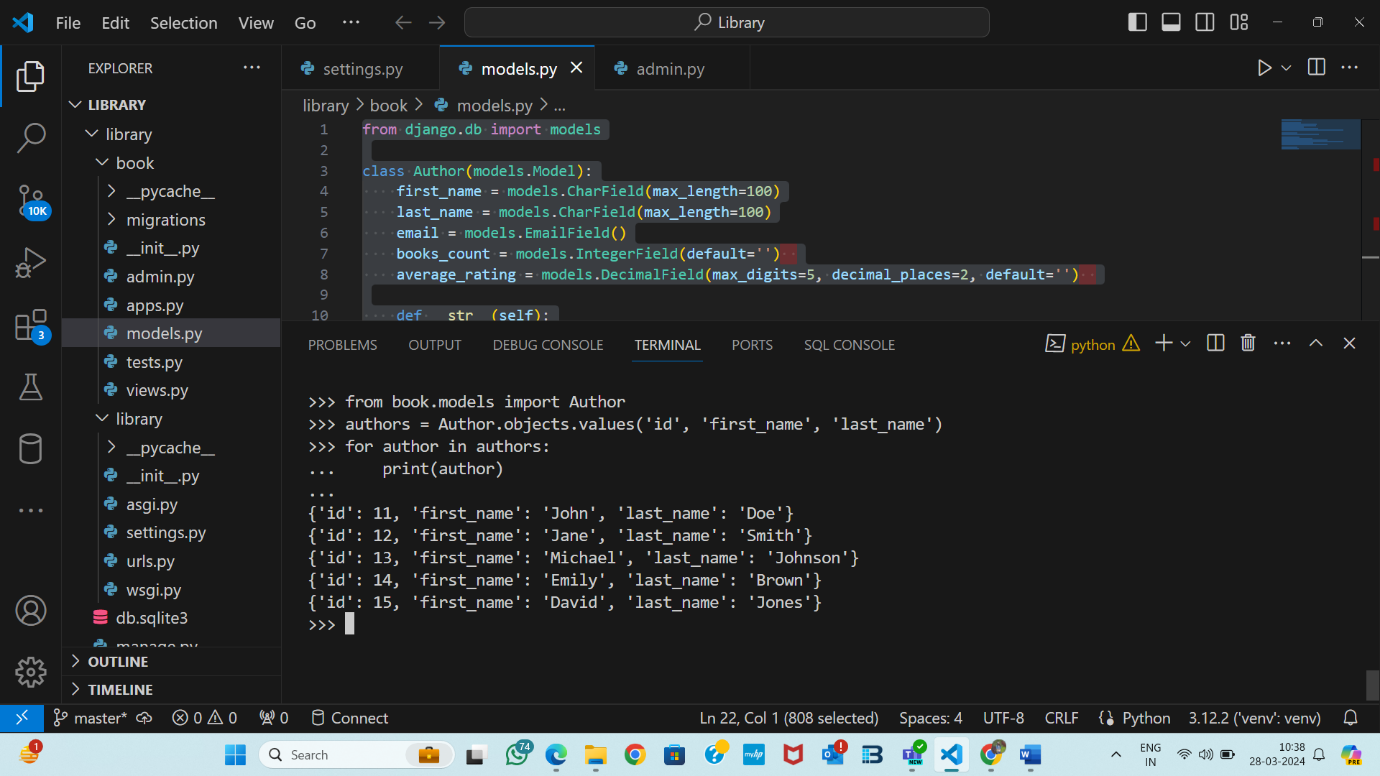 File Edit Selection View Go ... Library
EXPLORER ...
LIBRARY
library
book
__pycache__
migrations
__init__.py
admin.py
apps.py
models.py
tests.py
views.py
library
__pycache__
__init__.py
asgi.py
settings.py
urls.py
wsgi.py
db.sqlite3
manage.py
OUTLINE
TIMELINE
10K
3
settings.py models.py admin.py
library > book > models.py > ...
1 from django.db import models
2
3 class Author(models.Model):
4 first_name = models.CharField(max_length=100)
5 last_name = models.CharField(max_length=100)
6 email = models.EmailField()
7 books_count = models.IntegerField(default='')
8 average_rating = models.DecimalField(max_digits=5, decimal_places=2, default='')
9
10 def __str__(self):
PROBLEMS OUTPUT DEBUG CONSOLE TERMINAL PORTS SQL CONSOLE python
>>> from book.models import Author
>>> authors = Author.objects.values('id', 'first_name', 'last_name')
>>> for author in authors:
... print(author)
...
{'id': 11, 'first_name': 'John', 'last_name': 'Doe'}
{'id': 12, 'first_name': 'Jane', 'last_name': 'Smith'}
{'id': 13, 'first_name': 'Michael', 'last_name': 'Johnson'}
{'id': 14, 'first_name': 'Emily', 'last_name': 'Brown'}
{'id': 15, 'first_name': 'David', 'last_name': 'Jones'}
>>>
master* 0 0 0 Connect Ln 22, Col 1 (808 selected) Spaces: 4 UTF-8 CRLF Python 3.12.2 ('venv': venv)
1 Search 74 myhp NEW PRE
ENG
IN
10:38
28-03-2024